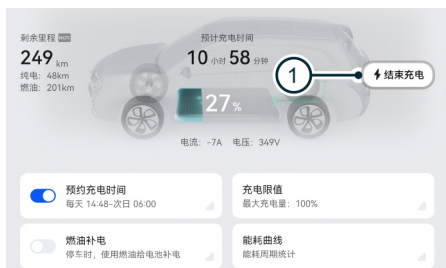 剩余里程 WLTC
249 km
纯电: 48km
燃油: 201km
预计充电时间
10 小时 58 分钟
1
结束充电
27%
电流: -7A 电压: 349V
预约充电时间
每天 14:48-次日 06:00
充电限值
最大充电量: 100%
燃油补电
停车时, 使用燃油给电池补电
能耗曲线
能耗周期统计